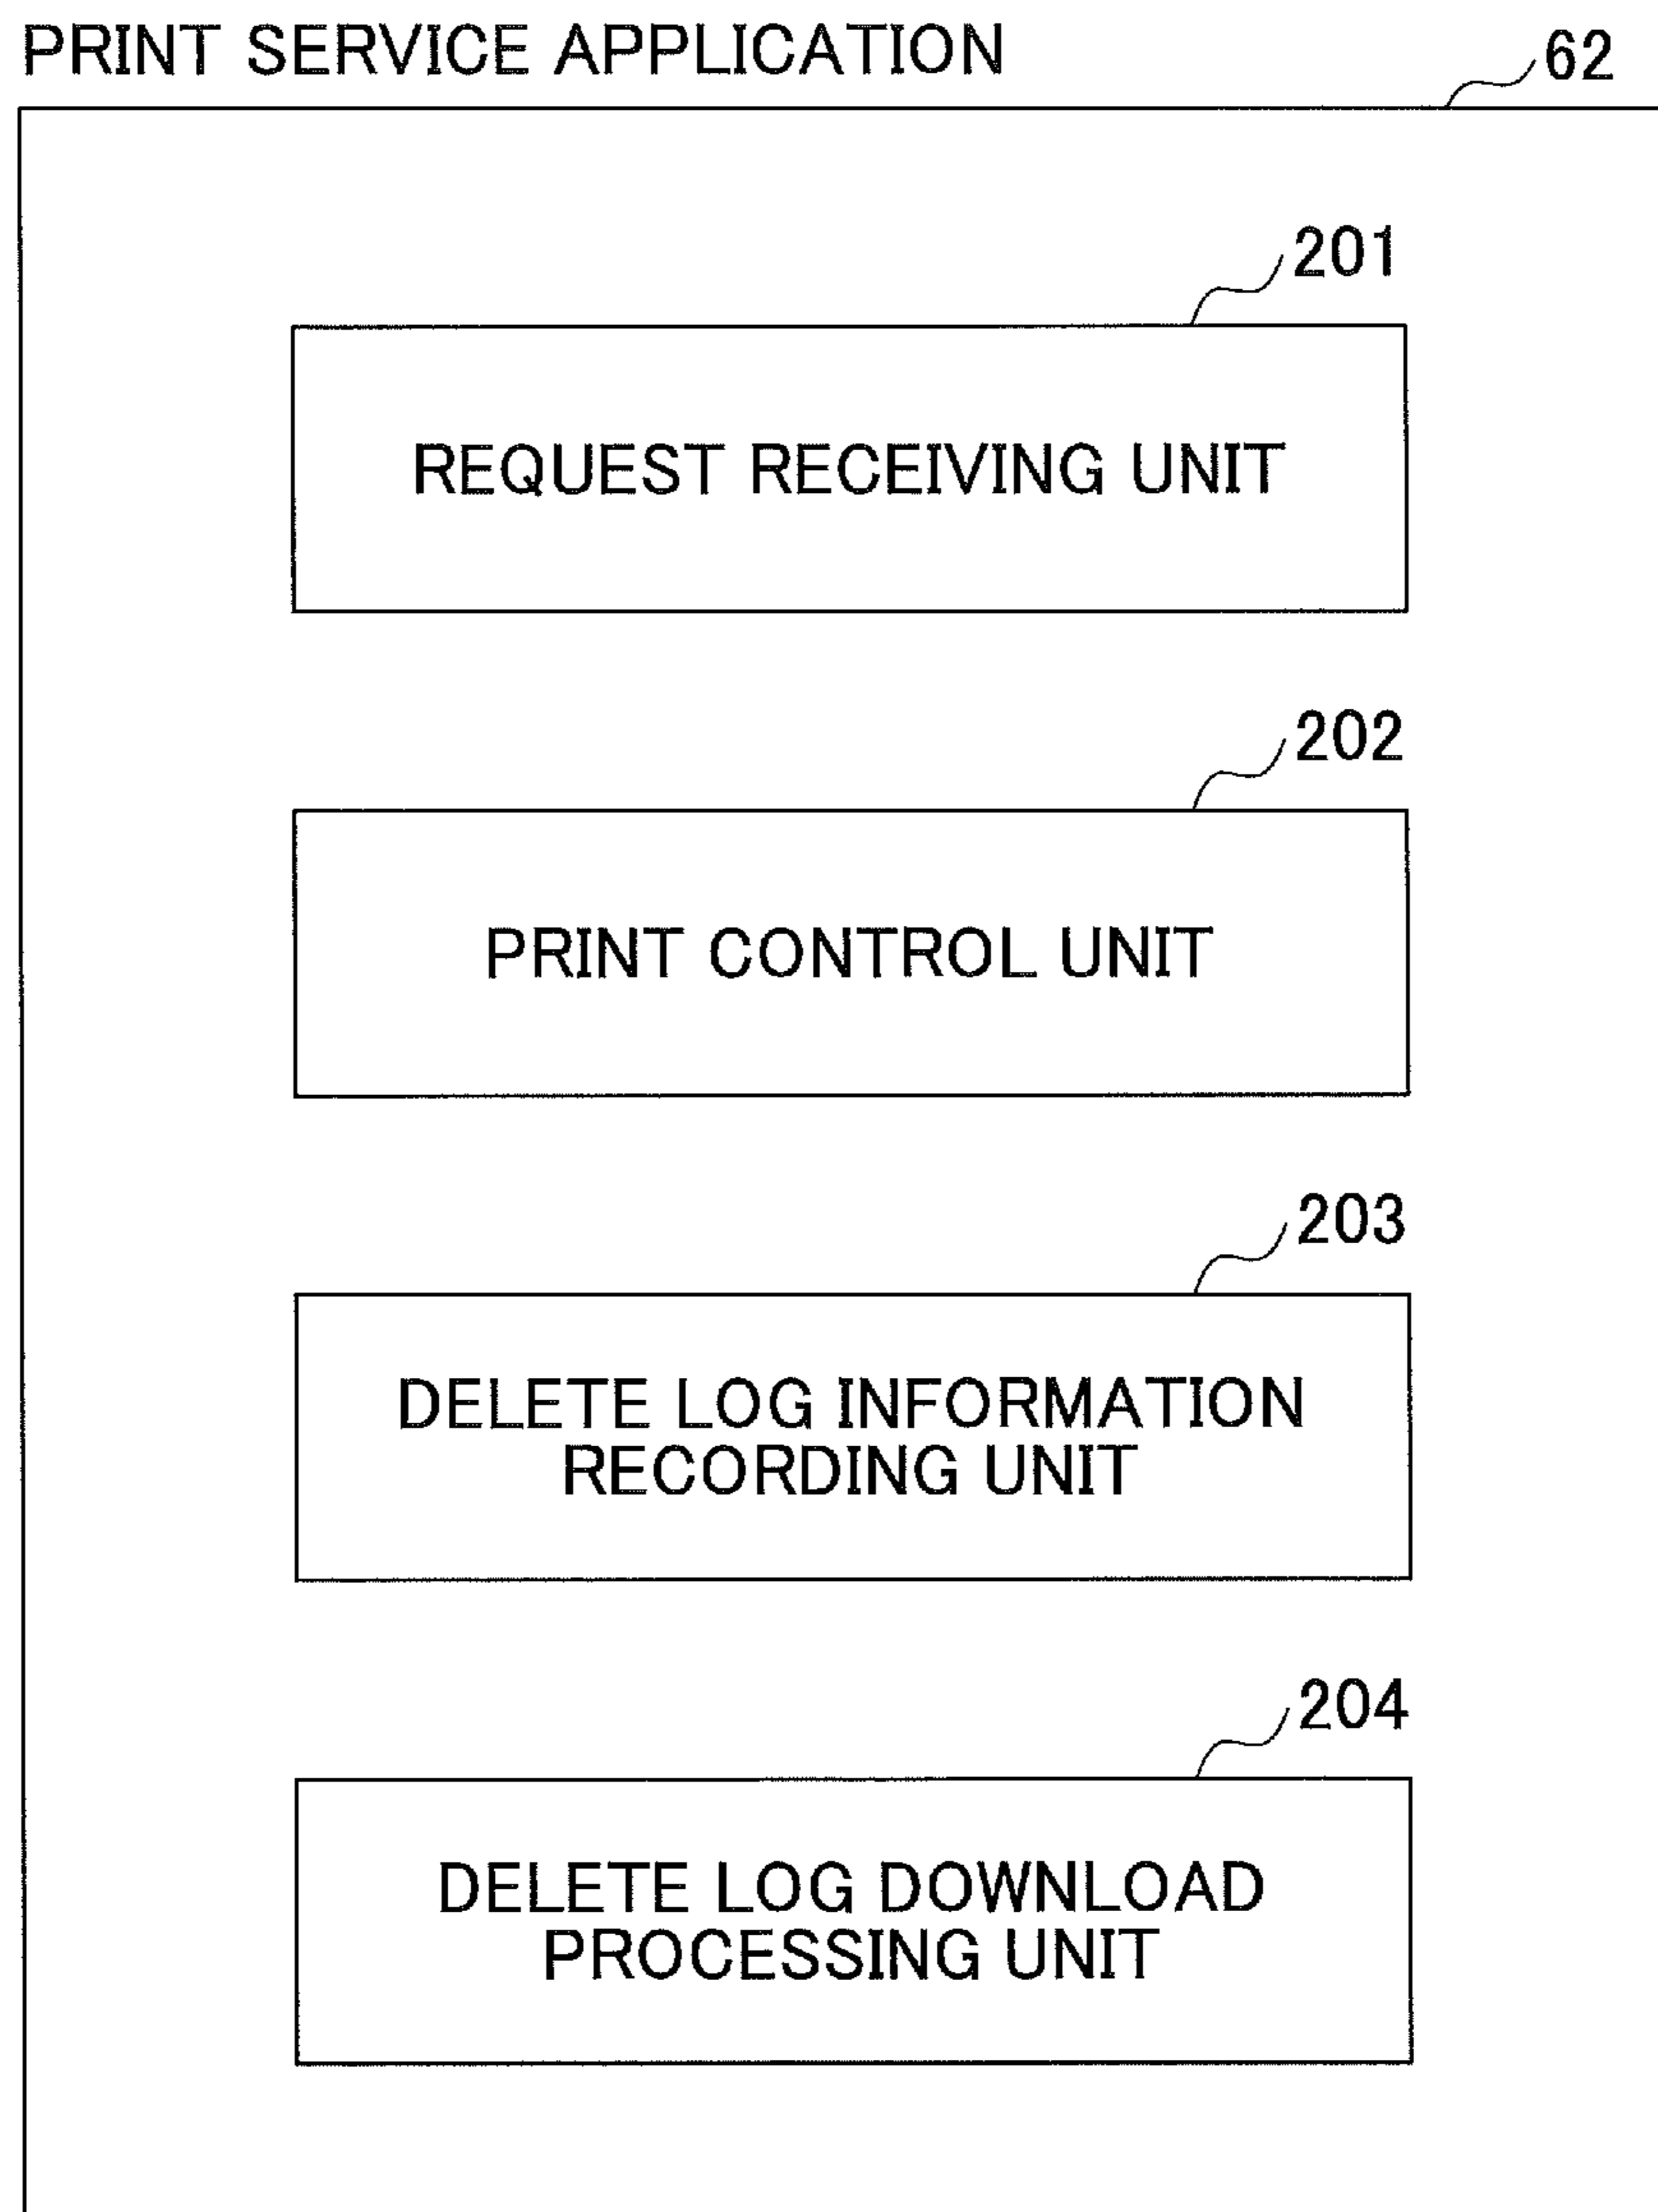 PRINT SERVICE APPLICATION
62
201
REQUEST RECEIVING UNIT
202
PRINT CONTROL UNIT
203
DELETE LOG INFORMATION
RECORDING UNIT
204
DELETE LOG DOWNLOAD
PROCESSING UNIT